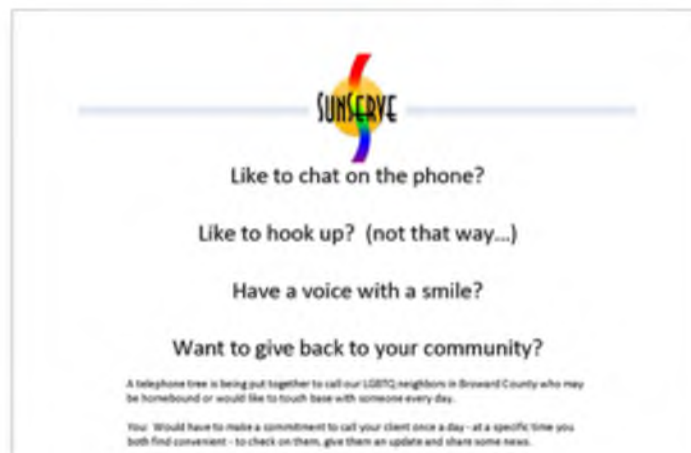 SUNSERVE
Like to chat on the phone?
Like to hook up? (not that way...)
Have a voice with a smile?
Want to give back to your community?
A telephone tree is being put together to call our LGBTQ neighbors in Broward County who may
be homebound or would like to touch base with someone every day.
You: Would have to make a commitment to call your client once a day - at a specific time you
both find convenient - to check on them, give them an update and share some news.